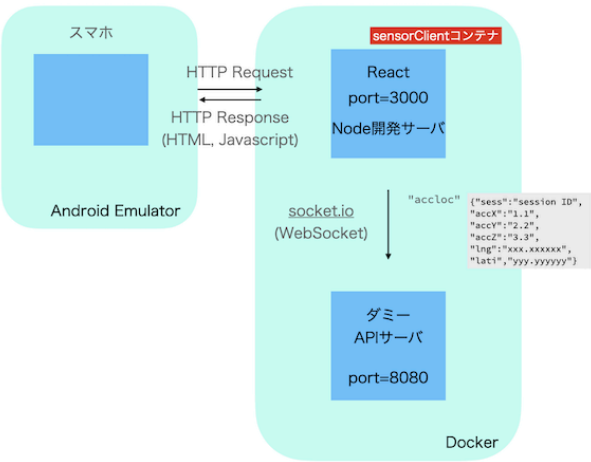 スマホ
Android Emulator
HTTP Request
HTTP Response
(HTML, Javascript)
sensorClientコンテナ
React
port=3000
Node開発サーバ
socket.io
(WebSocket)
"accloc"
{"sess":"session ID",
"accX":"1.1",
"accY":"2.2",
"accZ":"3.3",
"lng":"xxx.xxxxxx",
"lati","yyy.yyyyyy"}
ダミー
APIサーバ
port=8080
Docker